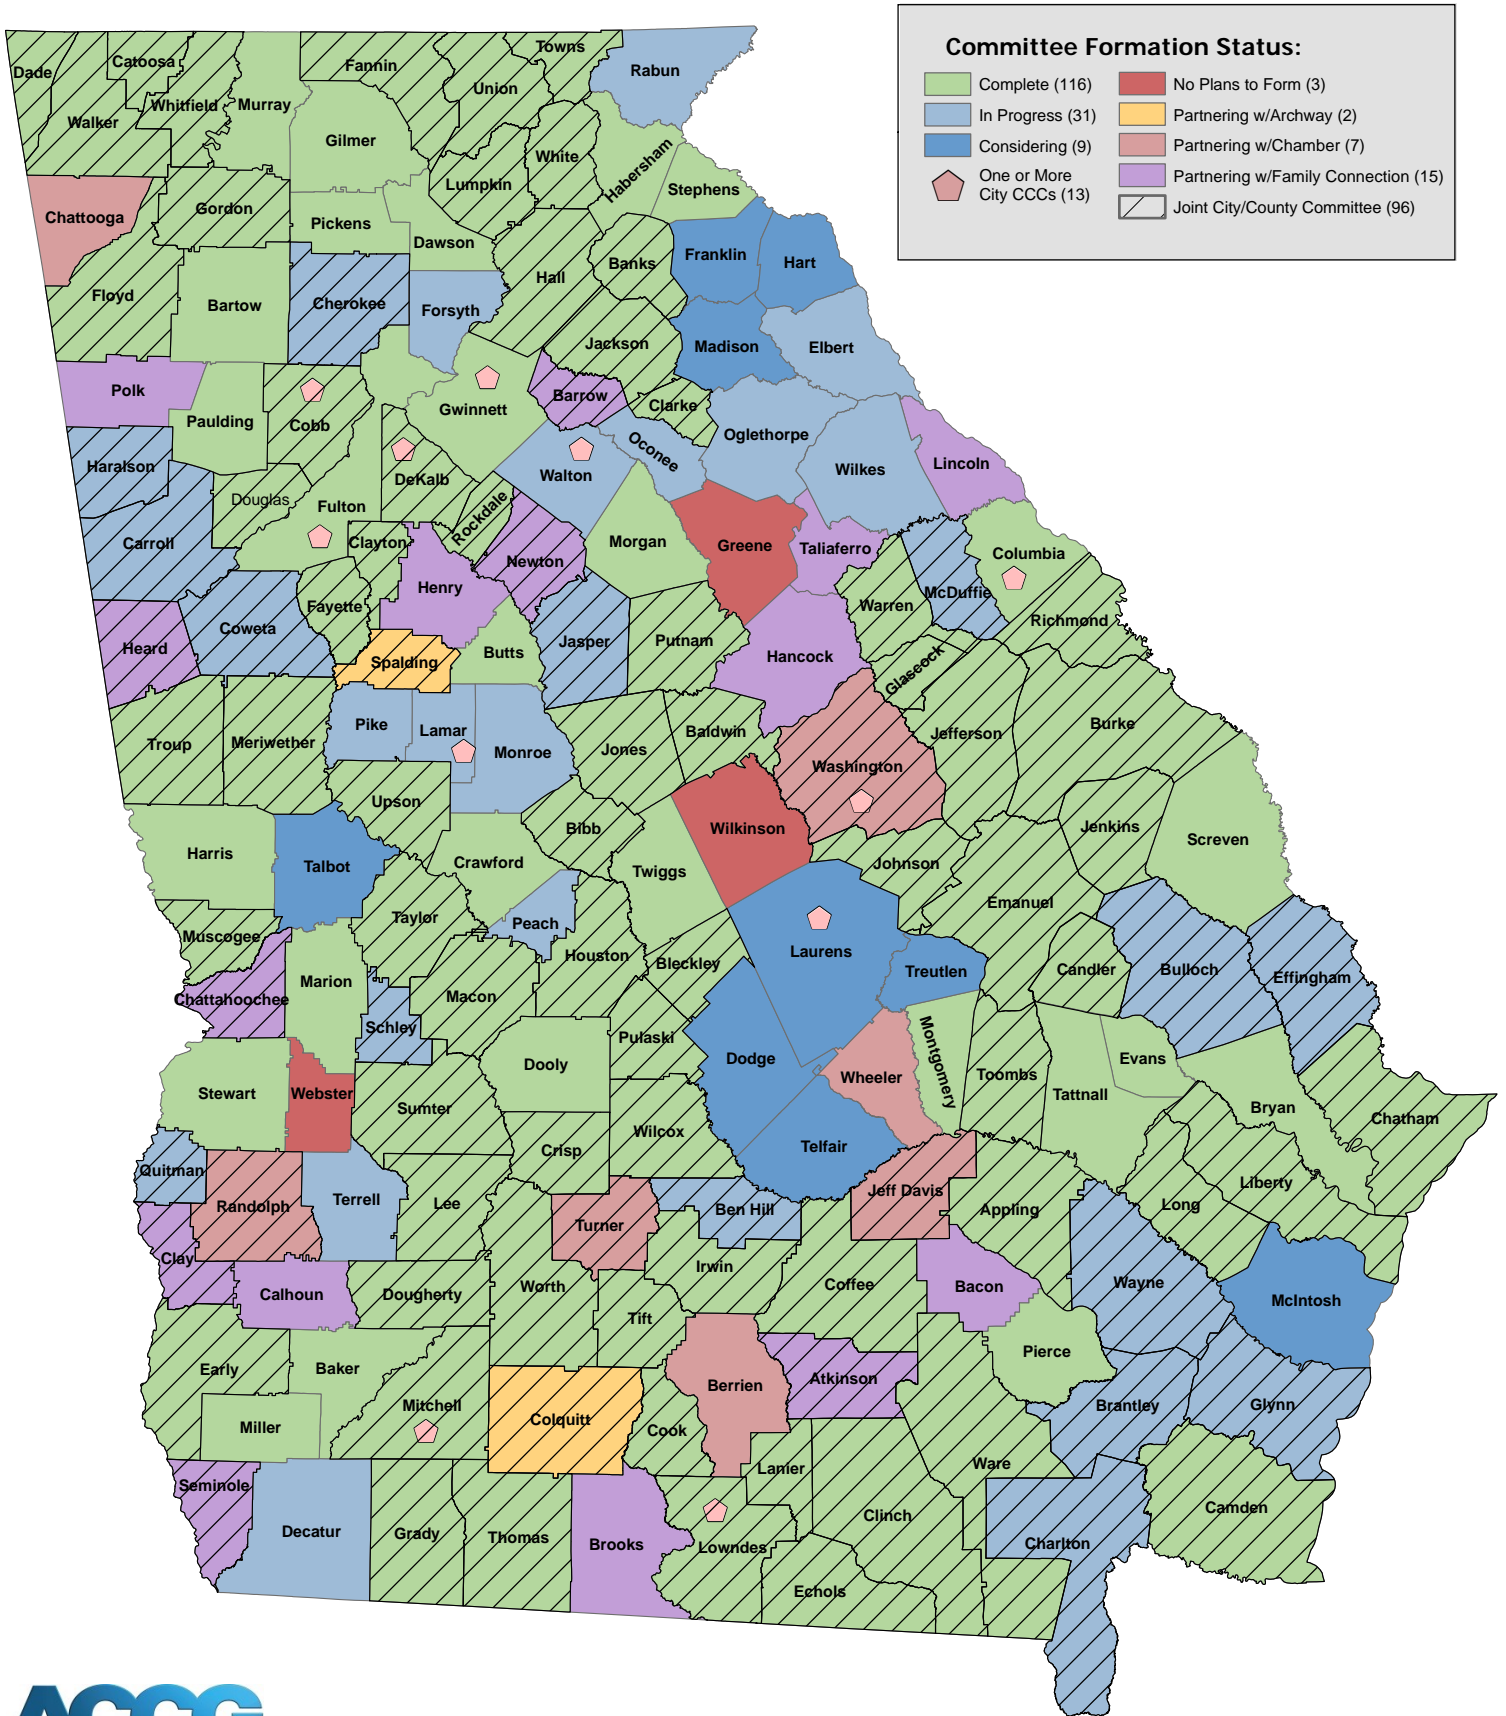 Committee Formation Status:
Complete (116)
No Plans to Form (3)
In Progress (31)
Partnering w/Archway (2)
Considering (9)
Partnering w/Chamber (7)
One or More
City CCCs (13)
Partnering w/Family Connection (15)
Joint City/County Committee (96)
Dade
Catoosa
Walker
Whitfield
Murray
Fannin
Union
Towns
Rabun
Gilmer
White
Lumpkin
Habersham
Stephens
Chattooga
Gordon
Pickens
Dawson
Hall
Banks
Franklin
Hart
Floyd
Bartow
Cherokee
Forsyth
Jackson
Madison
Elbert
Polk
Paulding
Cobb
Gwinnett
Barrow
Clarke
Oglethorpe
Wilkes
Lincoln
Haralson
Douglas
Fulton
DeKalb
Rockdale
Walton
Oconee
Carroll
Clayton
Henry
Newton
Morgan
Greene
Taliaferro
Columbia
Heard
Coweta
Fayette
Spalding
Butts
Jasper
Putnam
Hancock
Warren
McDuffie
Richmond
Glascock
Troup
Meriwether
Pike
Lamar
Monroe
Jones
Baldwin
Washington
Jefferson
Burke
Upson
Bibb
Wilkinson
Johnson
Jenkins
Screven
Harris
Talbot
Crawford
Twiggs
Taylor
Peach
Houston
Bleckley
Laurens
Emanuel
Muscogee
Marion
Chattahoochee
Schley
Macon
Pulaski
Treutlen
Candler
Bulloch
Effingham
Dodge
Dooly
Stewart
Webster
Sumter
Crisp
Wilcox
Wheeler
Montgomery
Toombs
Tattnall
Evans
Bryan
Chatham
Telfair
Quitman
Randolph
Terrell
Lee
Turner
Ben Hill
Jeff Davis
Appling
Long
Liberty
Clay
Calhoun
Dougherty
Worth
Tift
Irwin
Coffee
Bacon
Wayne
McIntosh
Early
Baker
Miller
Mitchell
Colquitt
Cook
Berrien
Atkinson
Pierce
Brantley
Glynn
Seminole
Decatur
Grady
Thomas
Brooks
Lowndes
Lanier
Clinch
Ware
Echols
Charlton
Camden
ACCG